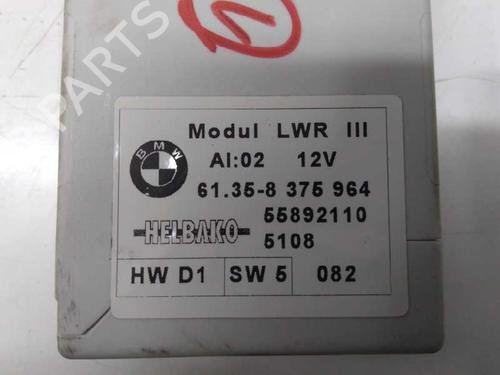 PARTS
BMW
Modul LWR III
AI:02 12V
61.35-8 375 964
HELBAKO
55892110
5108
HW D1 SW 5 082